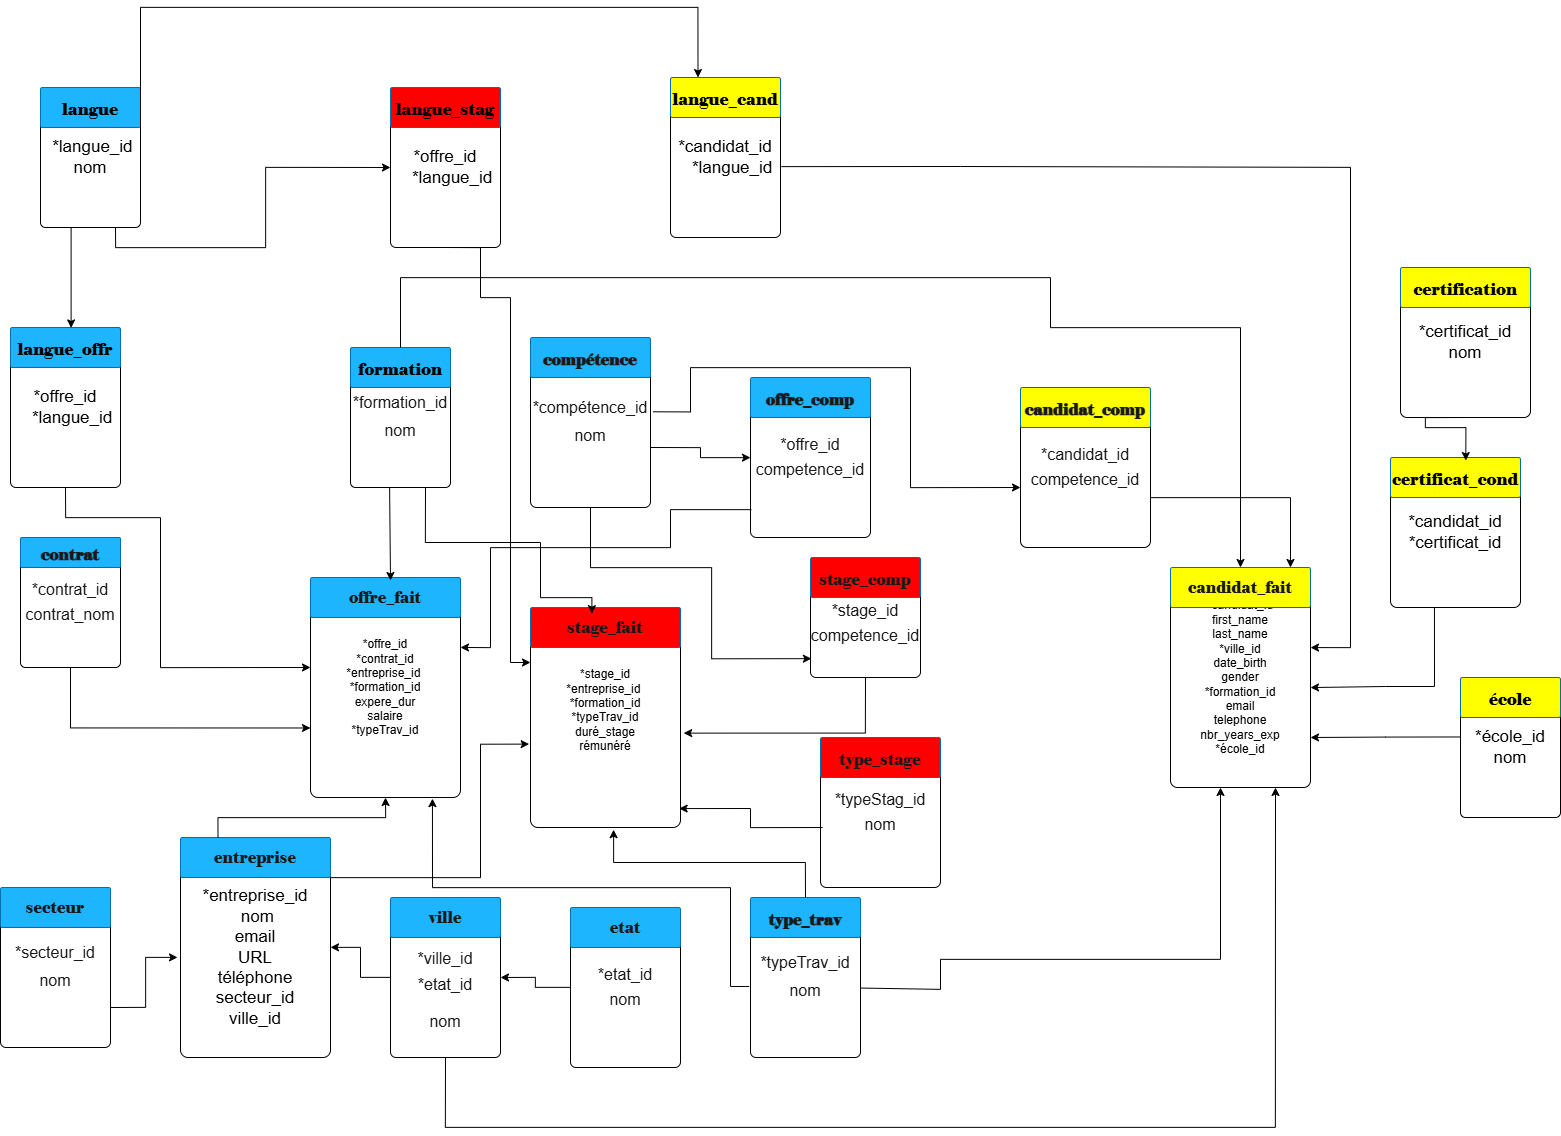 langue
*langue_id
nom
langue_stag
*offre_id
*langue_id
langue_cand
*candidat_id
*langue_id
certification
*certificat_id
nom
langue_offr
*offre_id
*langue_id
formation
*formation_id
nom
compétence
*compétence_id
nom
offre_comp
*offre_id
competence_id
candidat_comp
*candidat_id
competence_id
certificat_cond
*candidat_id
*certificat_id
contrat
*contrat_id
contrat_nom
offre_fait
*offre_id
*contrat_id
*entreprise_id
*formation_id
expere_dur
salaire
*typeTrav_id
stage_fait
*stage_id
*entreprise_id
*formation_id
*typeTrav_id
duré_stage
rémunéré
stage_comp
*stage_id
competence_id
candidat_fait
*candidat_id
first_name
last_name
*ville_id
date_birth
gender
*formation_id
email
telephone
nbr_years_exp
*école_id
école
*école_id
nom
type_stage
*typeStag_id
nom
entreprise
*entreprise_id
nom
email
URL
téléphone
secteur_id
ville_id
secteur
*secteur_id
nom
ville
*ville_id
*etat_id
nom
etat
*etat_id
nom
type_trav
*typeTrav_id
nom